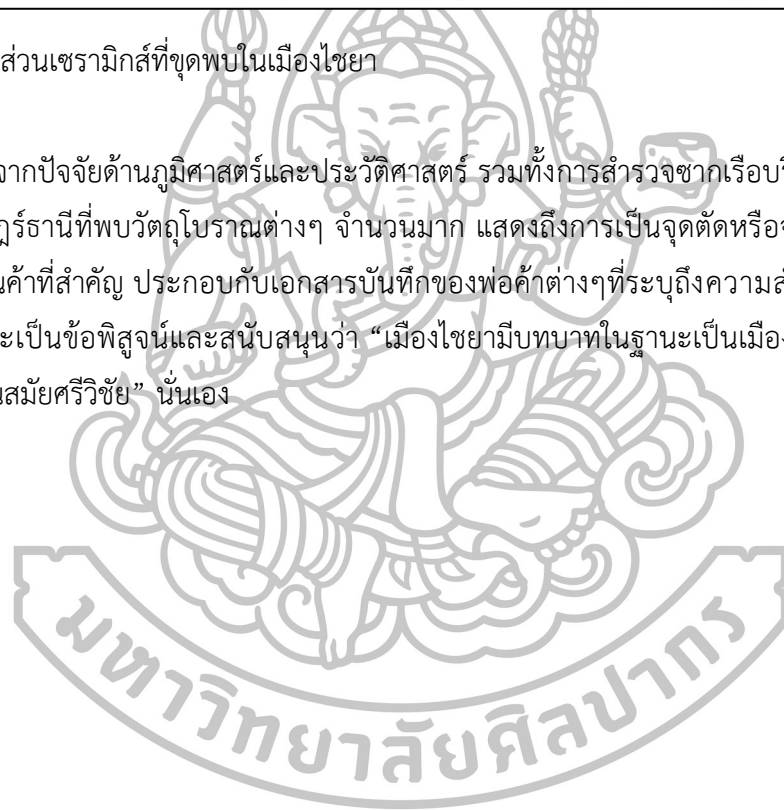 ส่วนเซรามิกส์ที่ขุดพบในเมืองไชยา
จากปัจจัยด้านภูมิศาสตร์และประวัติศาสตร์ รวมทั้งการสำรวจซากเรือบริ
ฎร์ธานีที่พบวัตถุโบราณต่างๆ จำนวนมาก แสดงถึงการเป็นจุดตัดหรือจ
นค้าที่สำคัญ ประกอบกับเอกสารบันทึกของพ่อค้าต่างๆที่ระบุถึงความสั
ะเป็นข้อพิสูจน์และสนับสนุนว่า “เมืองไชยามีบทบาทในฐานะเป็นเมือง
นสมัยศรีวิชัย” นั่นเอง
มหาวิทยาลัยศิลปากร